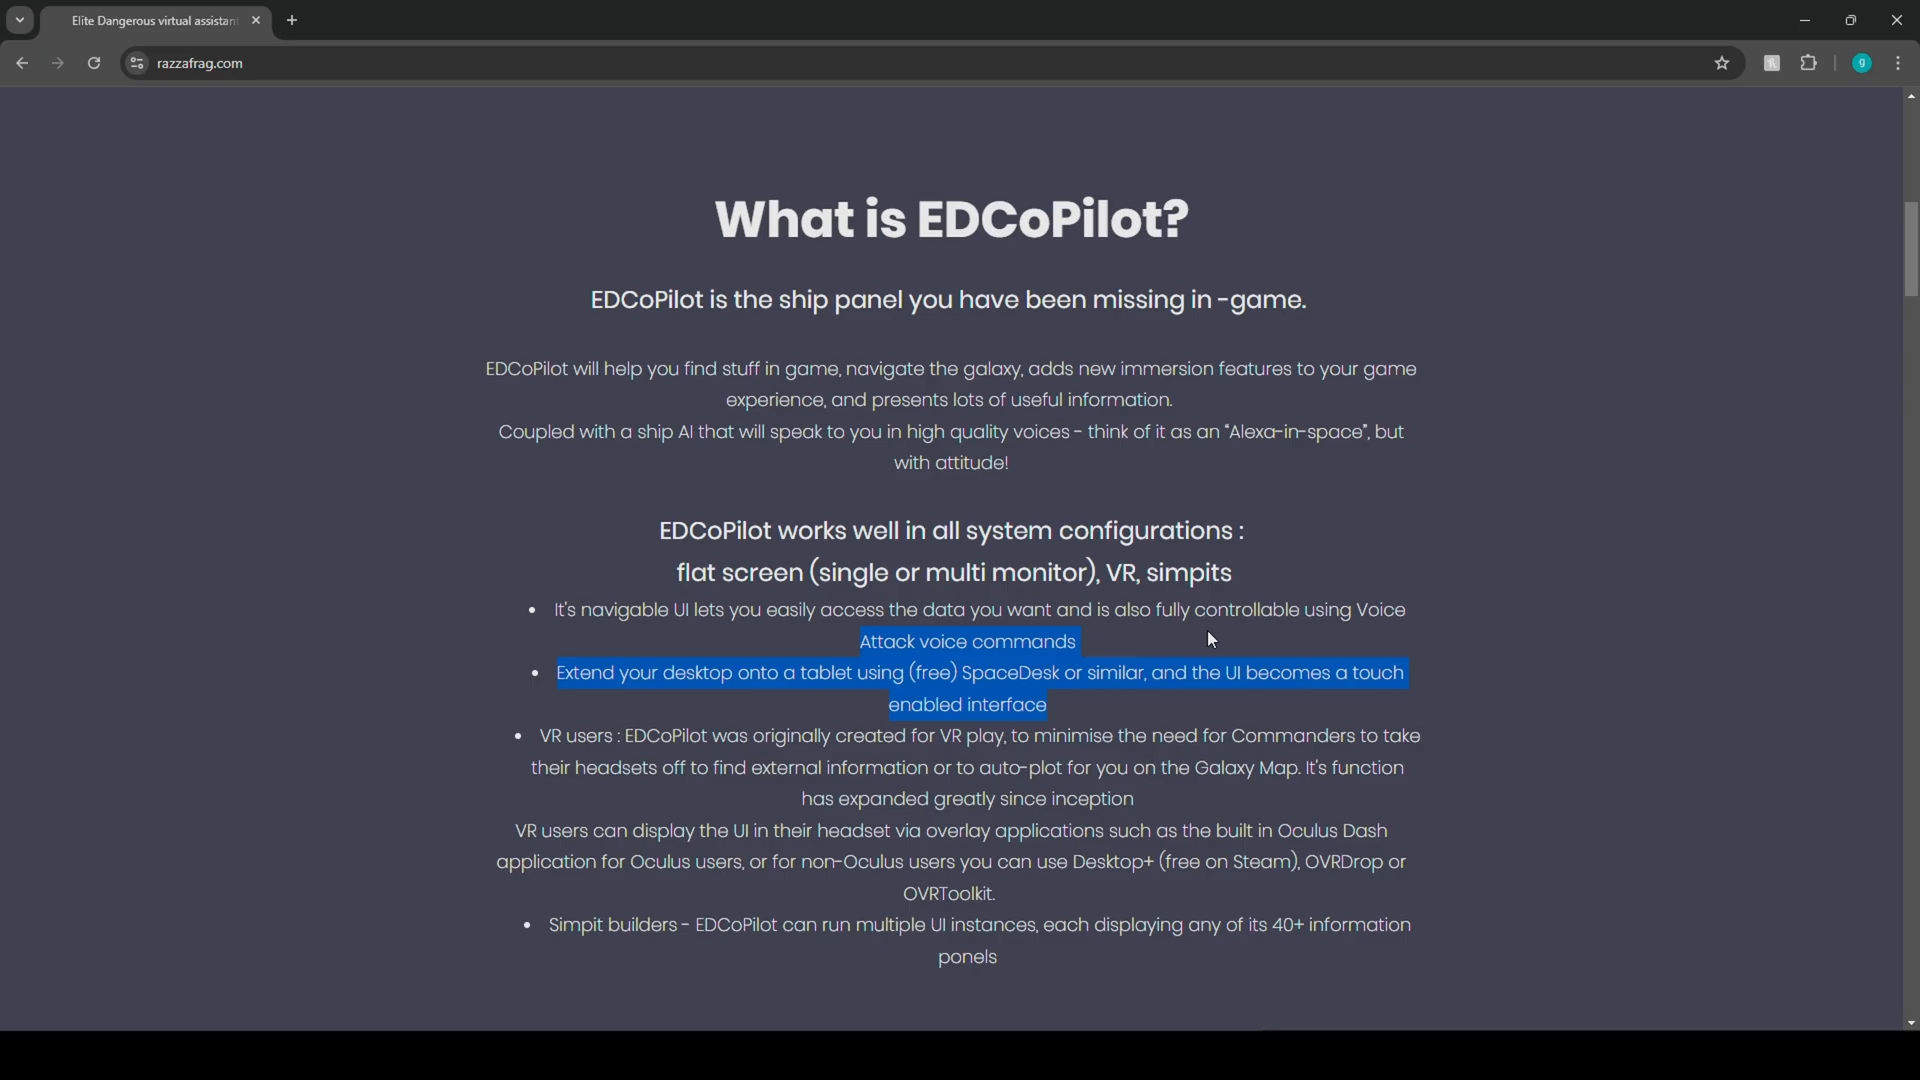 Elite Dangerous virtual assistan
razzafrag.com
g
What is EDCoPilot?
EDCoPilot is the ship panel you have been missing in -game.
EDCoPilot will help you find stuff in game, navigate the galaxy, adds new immersion features to your game
experience, and presents lots of useful information.
Coupled with a ship AI that will speak to you in high quality voices - think of it as an “Alexa-in-space”, but
with attitude!
EDCoPilot works well in all system configurations :
flat screen (single or multi monitor), VR, simpits
• It's navigable UI lets you easily access the data you want and is also fully controllable using Voice
Attack voice commands
• Extend your desktop onto a tablet using (free) SpaceDesk or similar, and the UI becomes a touch
enabled interface
• VR users : EDCoPilot was originally created for VR play, to minimise the need for Commanders to take
their headsets off to find external information or to auto-plot for you on the Galaxy Map. It's function
has expanded greatly since inception
VR users can display the UI in their headset via overlay applications such as the built in Oculus Dash
application for Oculus users, or for non-Oculus users you can use Desktop+ (free on Steam), OVRDrop or
OVRToolkit.
• Simpit builders - EDCoPilot can run multiple UI instances, each displaying any of its 40+ information
panels